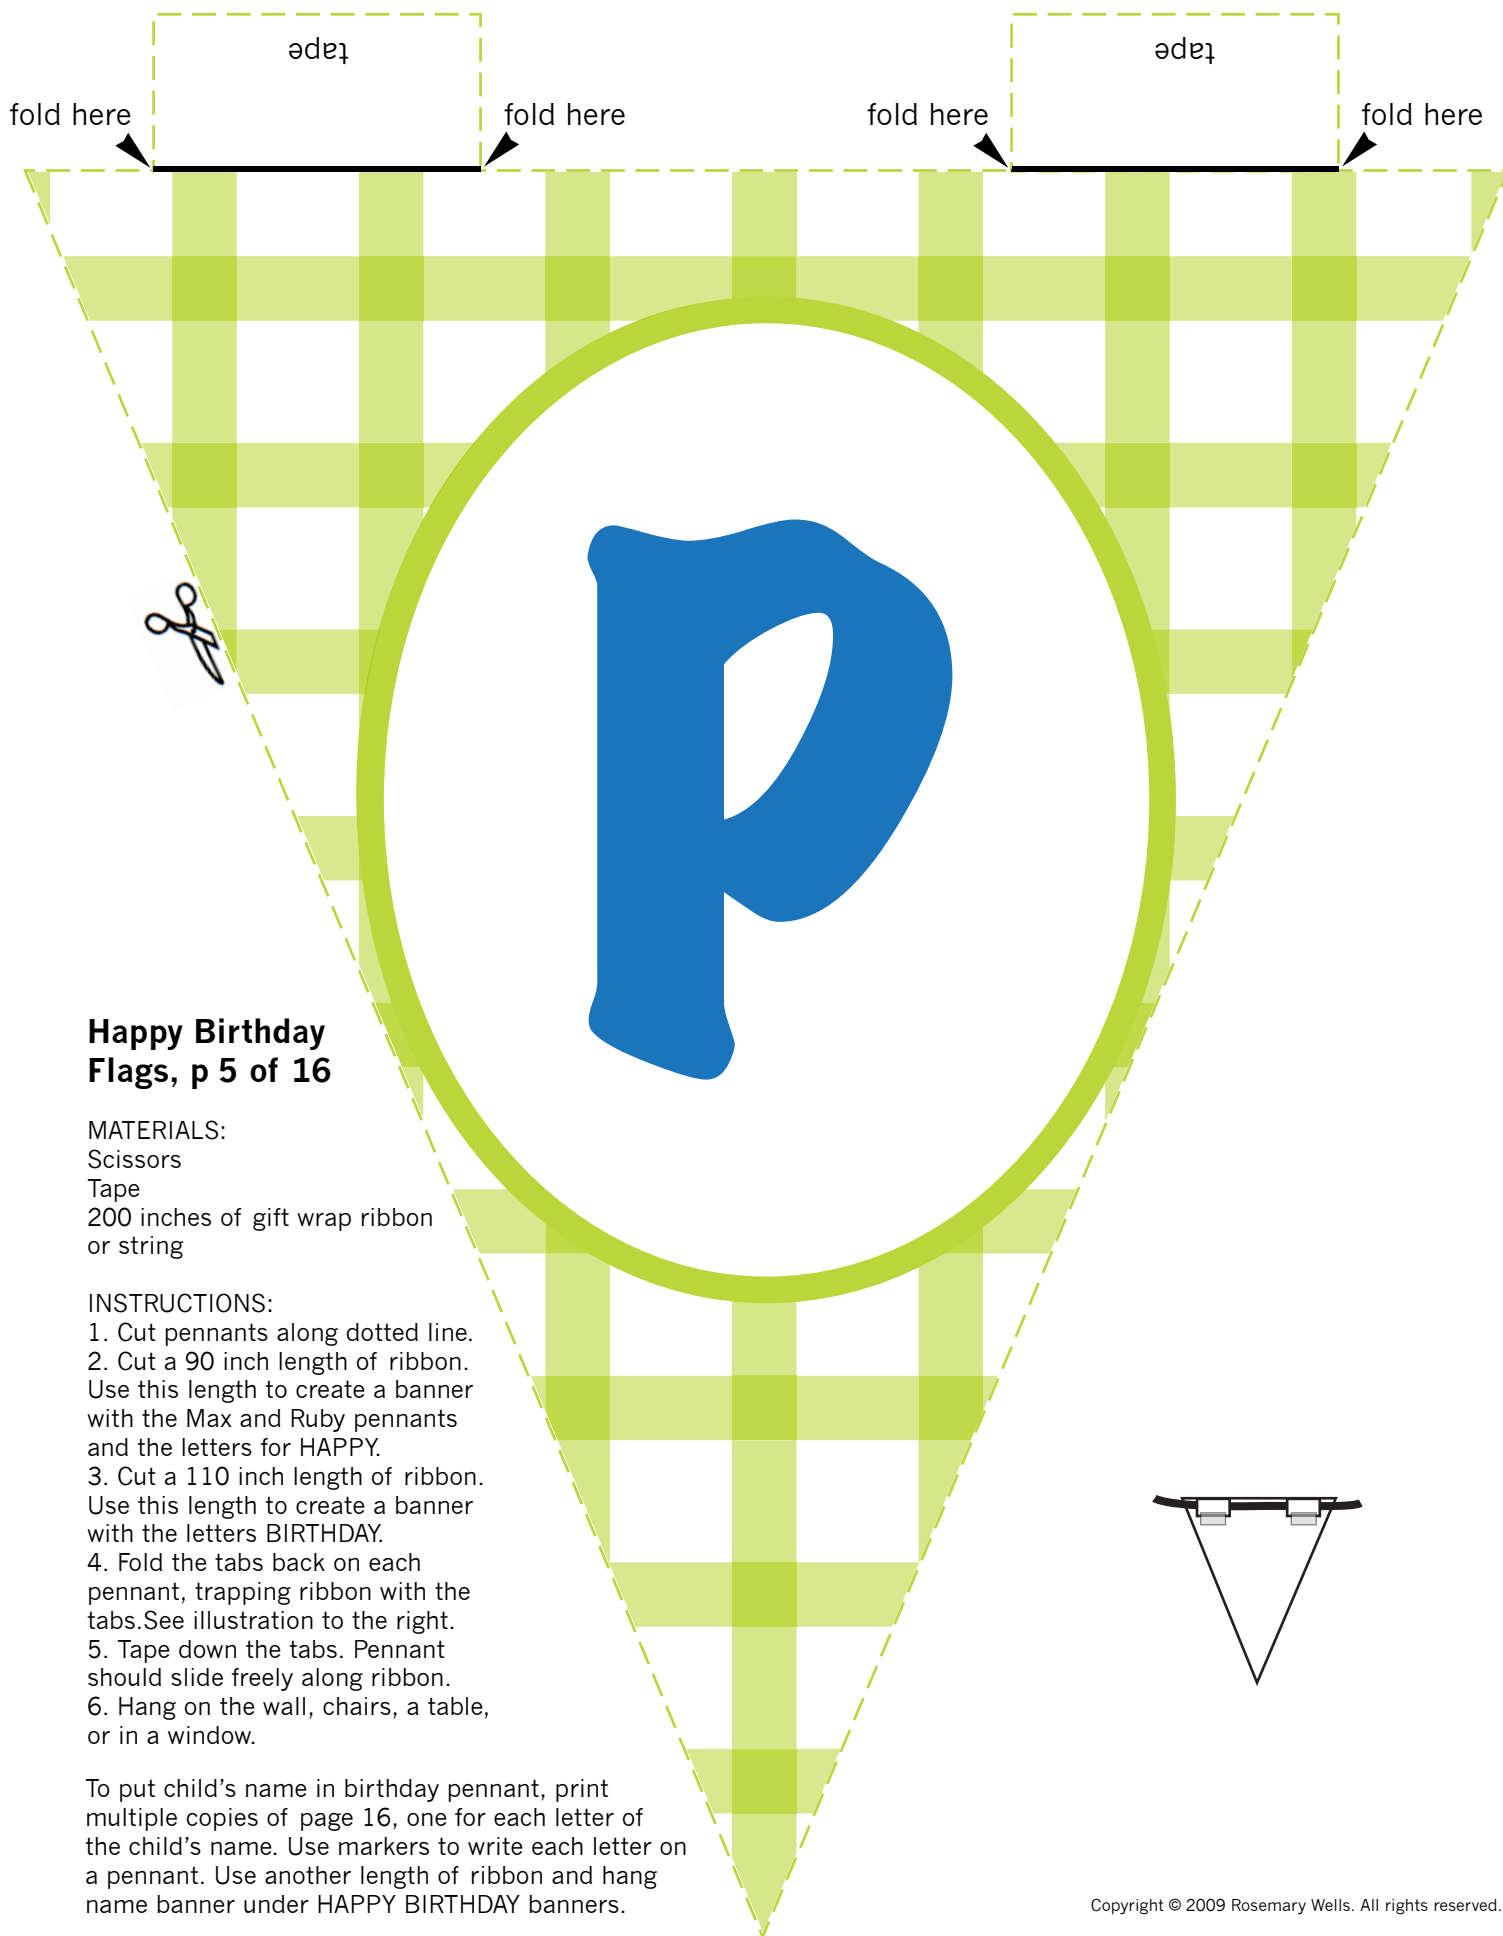 tape
tape
fold here
fold here
fold here
fold here
P
Happy Birthday
Flags, p 5 of 16
MATERIALS:
Scissors
Tape
200 inches of gift wrap ribbon
or string
INSTRUCTIONS:
1. Cut pennants along dotted line.
2. Cut a 90 inch length of ribbon.
Use this length to create a banner
with the Max and Ruby pennants
and the letters for HAPPY.
3. Cut a 110 inch length of ribbon.
Use this length to create a banner
with the letters BIRTHDAY.
4. Fold the tabs back on each
pennant, trapping ribbon with the
tabs.See illustration to the right.
5. Tape down the tabs. Pennant
should slide freely along ribbon.
6. Hang on the wall, chairs, a table,
or in a window.
To put child’s name in birthday pennant, print
multiple copies of page 16, one for each letter of
the child’s name. Use markers to write each letter on
a pennant. Use another length of ribbon and hang
name banner under HAPPY BIRTHDAY banners.
Copyright © 2009 Rosemary Wells. All rights reserved.